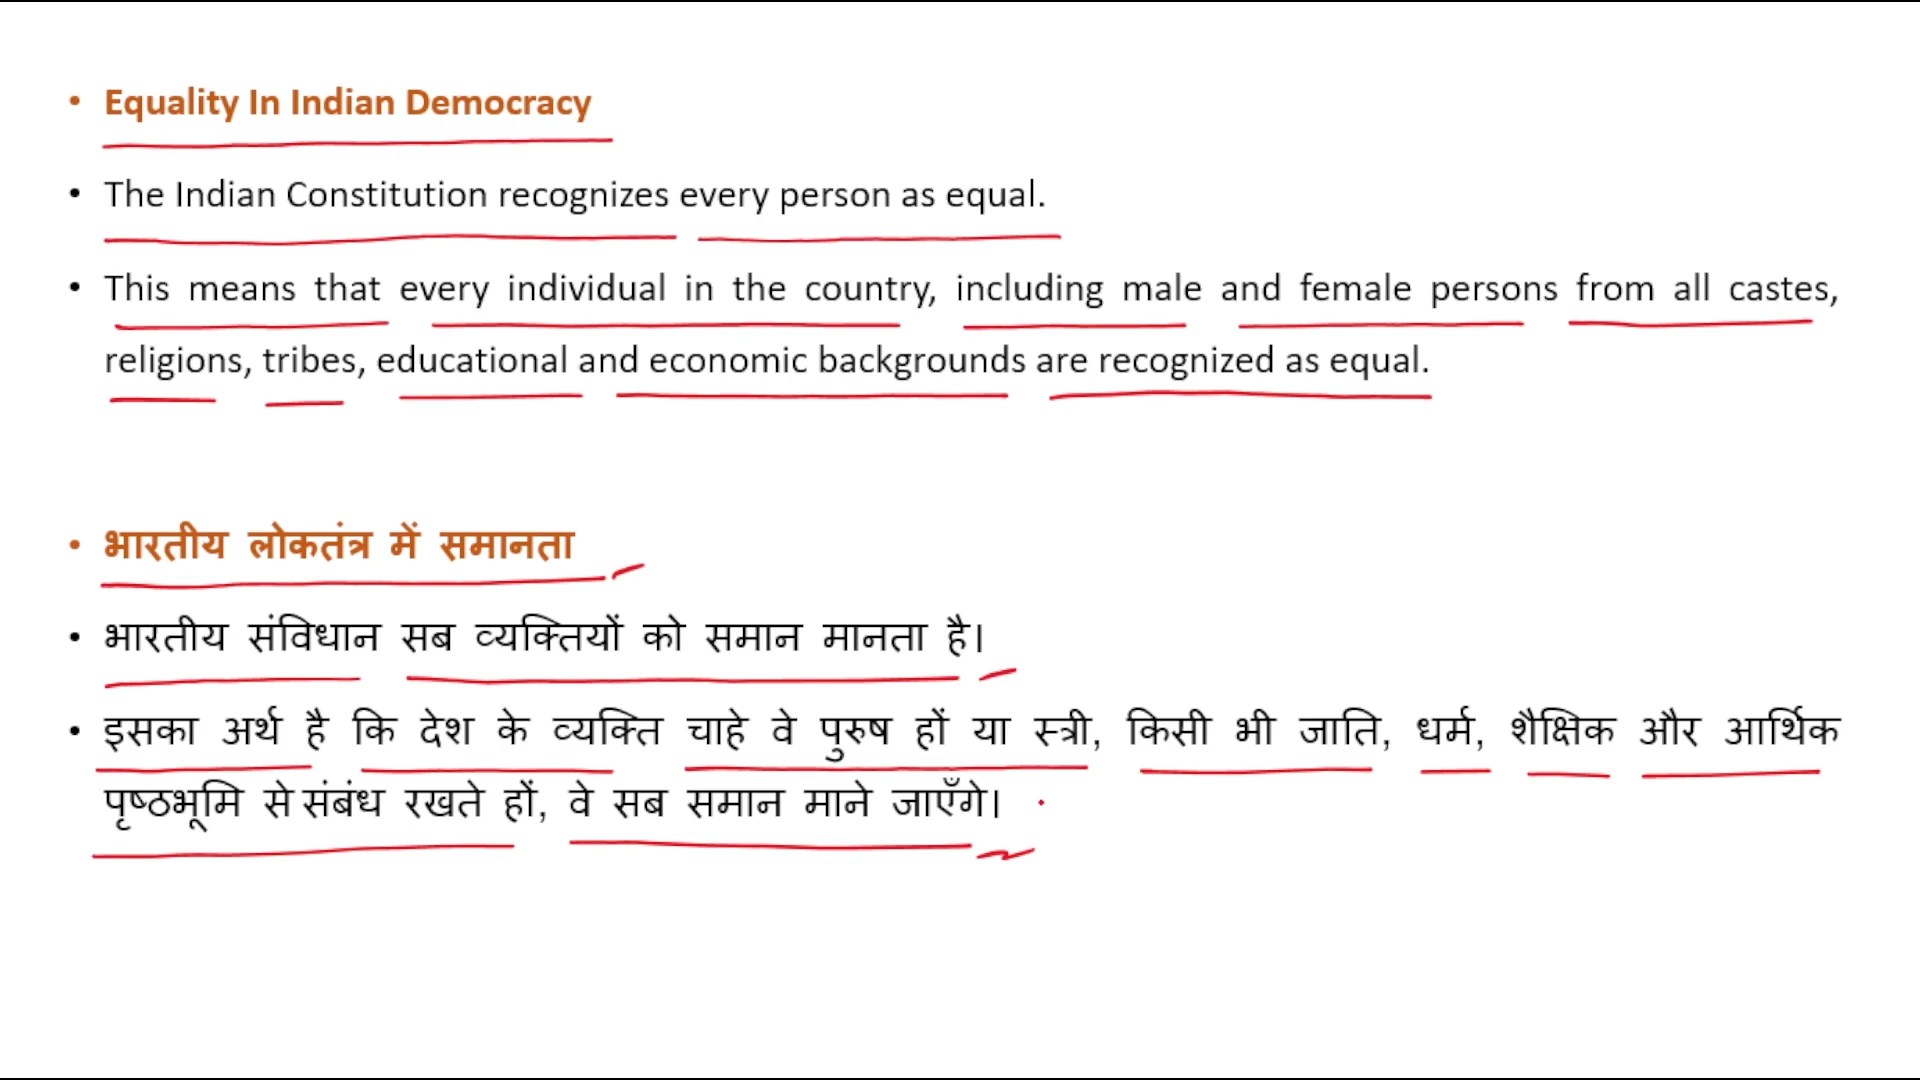 • Equality In Indian Democracy
• The Indian Constitution recognizes every person as equal.
• This means that every individual in the country, including male and female persons from all castes,
religions, tribes, educational and economic backgrounds are recognized as equal.
• भारतीय लोकतंत्र में समानता
• भारतीय संविधान सब व्यक्तियों को समान मानता है।
• इसका अर्थ है कि देश के व्यक्ति चाहे वे पुरुष हों या स्त्री, किसी भी जाति, धर्म, शैक्षिक और आर्थिक
पृष्ठभूमि से संबंध रखते हों, वे सब समान माने जाएँगे।